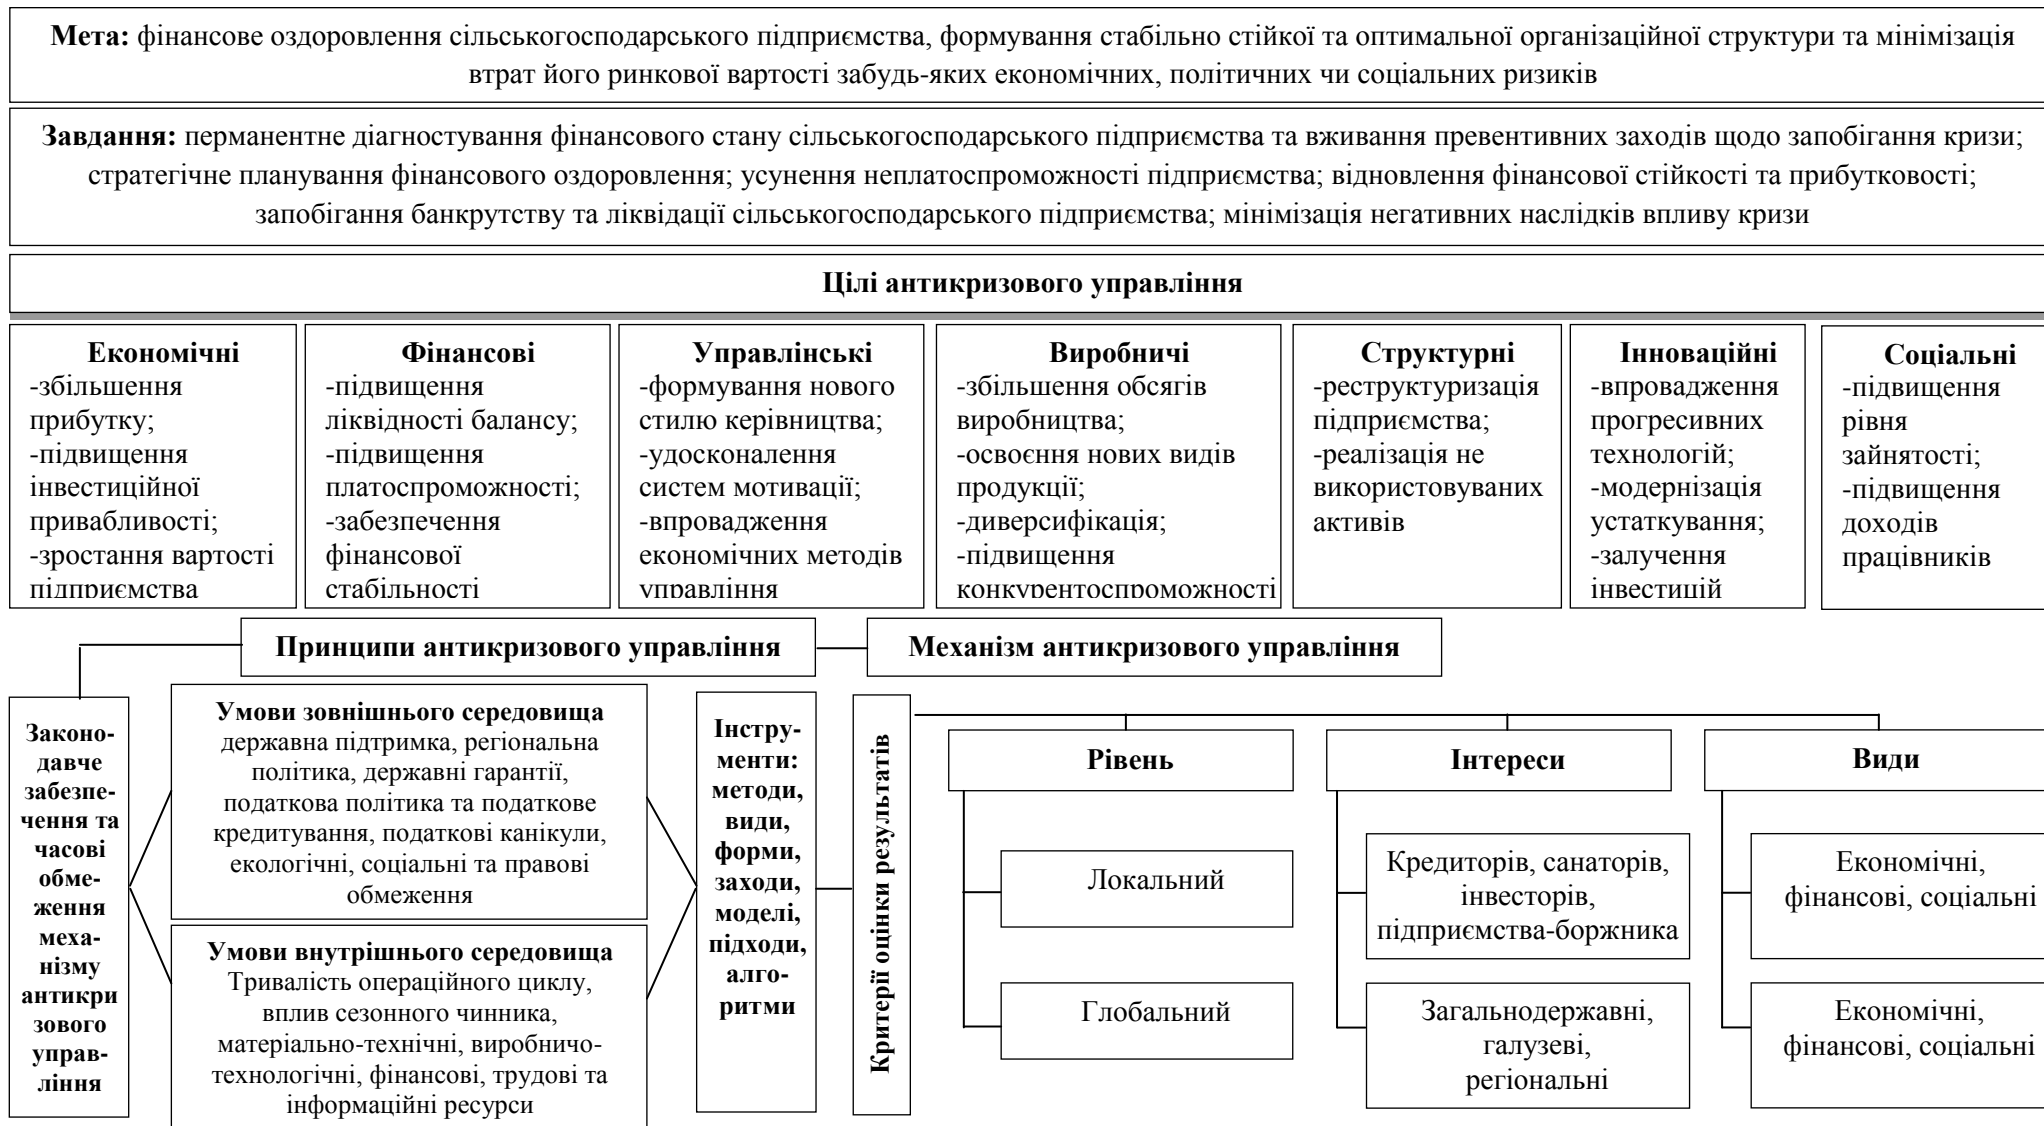 Мета: фінансове оздоровлення сільськогосподарського підприємства, формування стабільно стійкої та оптимальної організаційної структури та мінімізація
втрат його ринкової вартості забудь-яких економічних, політичних чи соціальних ризиків
Завдання: перманентне діагностування фінансового стану сільськогосподарського підприємства та вживання превентивних заходів щодо запобігання кризи;
стратегічне планування фінансового оздоровлення; усунення неплатоспроможності підприємства; відновлення фінансової стійкості та прибутковості;
запобігання банкрутству та ліквідації сільськогосподарського підприємства; мінімізація негативних наслідків впливу кризи
Цілі антикризового управління
Економічні
-збільшення
прибутку;
-підвищення
інвестиційної
привабливості;
-зростання вартості
підприємства
Фінансові
-підвищення
ліквідності балансу;
-підвищення
платоспроможності;
-забезпечення
фінансової
стабільності
Управлінські
-формування нового
стилю керівництва;
-удосконалення
систем мотивації;
-впровадження
економічних методів
управління
Виробничі
-збільшення обсягів
виробництва;
-освоєння нових видів
продукції;
-диверсифікація;
-підвищення
конкурентоспроможності
Структурні
-реструктуризація
підприємства;
-реалізація не
використовуваних
активів
Інноваційні
-впровадження
прогресивних
технологій;
-модернізація
устаткування;
-залучення
інвестицій
Соціальні
-підвищення
рівня
зайнятості;
-підвищення
доходів
працівників
Принципи антикризового управління
Механізм антикризового управління
Законо-
давче
забезпе-
чення та
часові
обме-
ження
меха-
нізму
антикри
зового
управ-
ління
Умови зовнішнього середовища
державна підтримка, регіональна
політика, державні гарантії,
податкова політика та податкове
кредитування, податкові канікули,
екологічні, соціальні та правові
обмеження
Умови внутрішнього середовища
Тривалість операційного циклу,
вплив сезонного чинника,
матеріально-технічні, виробничо-
технологічні, фінансові, трудові та
інформаційні ресурси
Інстру-
менти:
методи,
види,
форми,
заходи,
моделі,
підходи,
алго-
ритми
Критерії оцінки результатів
Рівень
Локальний
Глобальний
Інтереси
Кредиторів, санаторів,
інвесторів,
підприємства-боржника
Загальнодержавні,
галузеві,
регіональні
Види
Економічні,
фінансові, соціальні
Економічні,
фінансові, соціальні